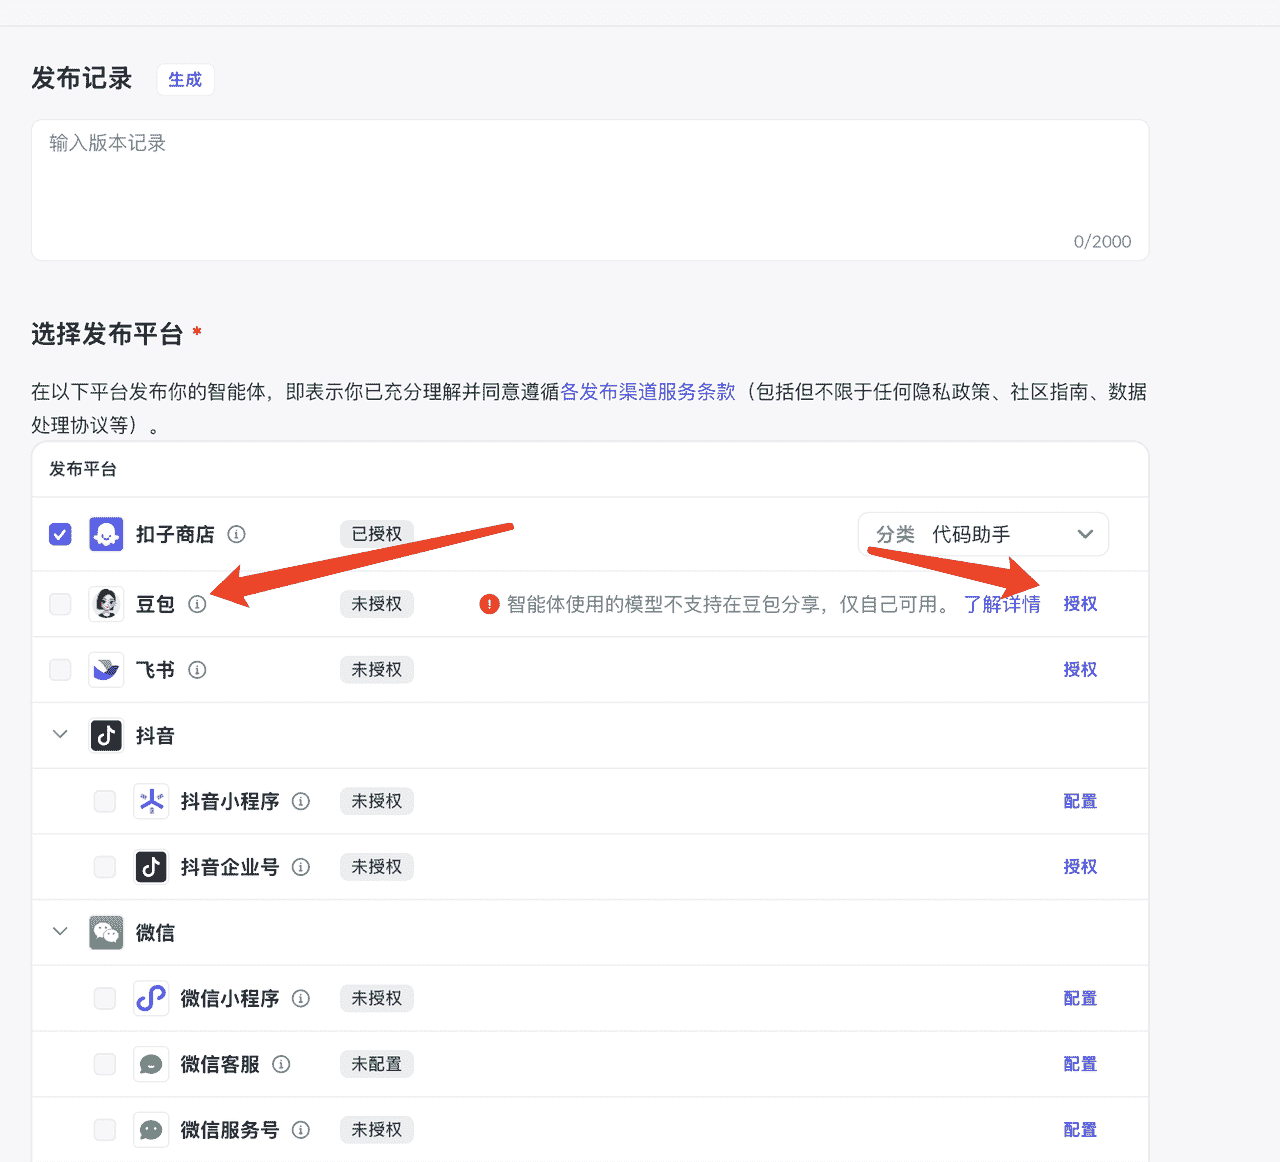 发布记录 生成
输入版本记录
0/2000
选择发布平台 *
在以下平台发布你的智能体，即表示你已充分理解并同意遵循各发布渠道服务条款（包括但不限于任何隐私政策、社区指南、数据
处理协议等）。
发布平台
扣子商店 已授权 分类 代码助手
豆包 未授权 智能体使用的模型不支持在豆包分享，仅自己可用。 了解详情 授权
飞书 未授权 授权
抖音
抖音小程序 未授权 配置
抖音企业号 未授权 授权
微信
微信小程序 未授权 配置
微信客服 未配置 配置
微信服务号 未授权 配置